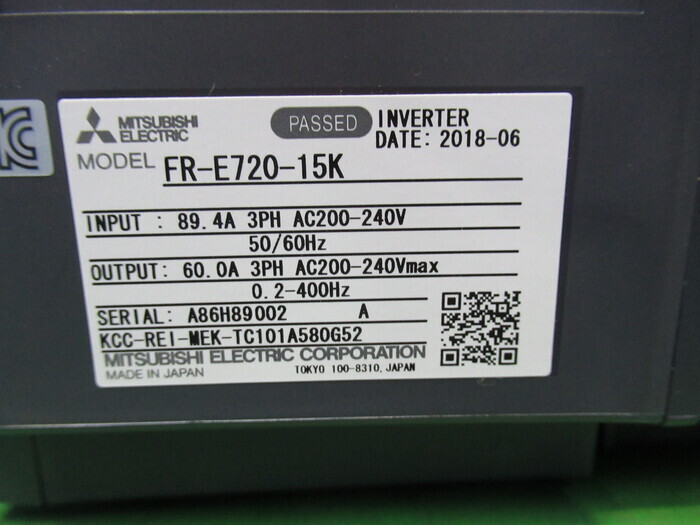 MITSUBISHI
ELECTRIC
PASSED
INVERTER
DATE: 2018-06
MODEL FR-E720-15K
INPUT : 89.4A 3PH AC200-240V
50/60Hz
OUTPUT: 60.0A 3PH AC200-240Vmax
0.2-400Hz
SERIAL: A86H89002 A
KCC-REI-MEK-TC101A580G52
MITSUBISHI ELECTRIC CORPORATION
MADE IN JAPAN TOKYO 100-8310, JAPAN